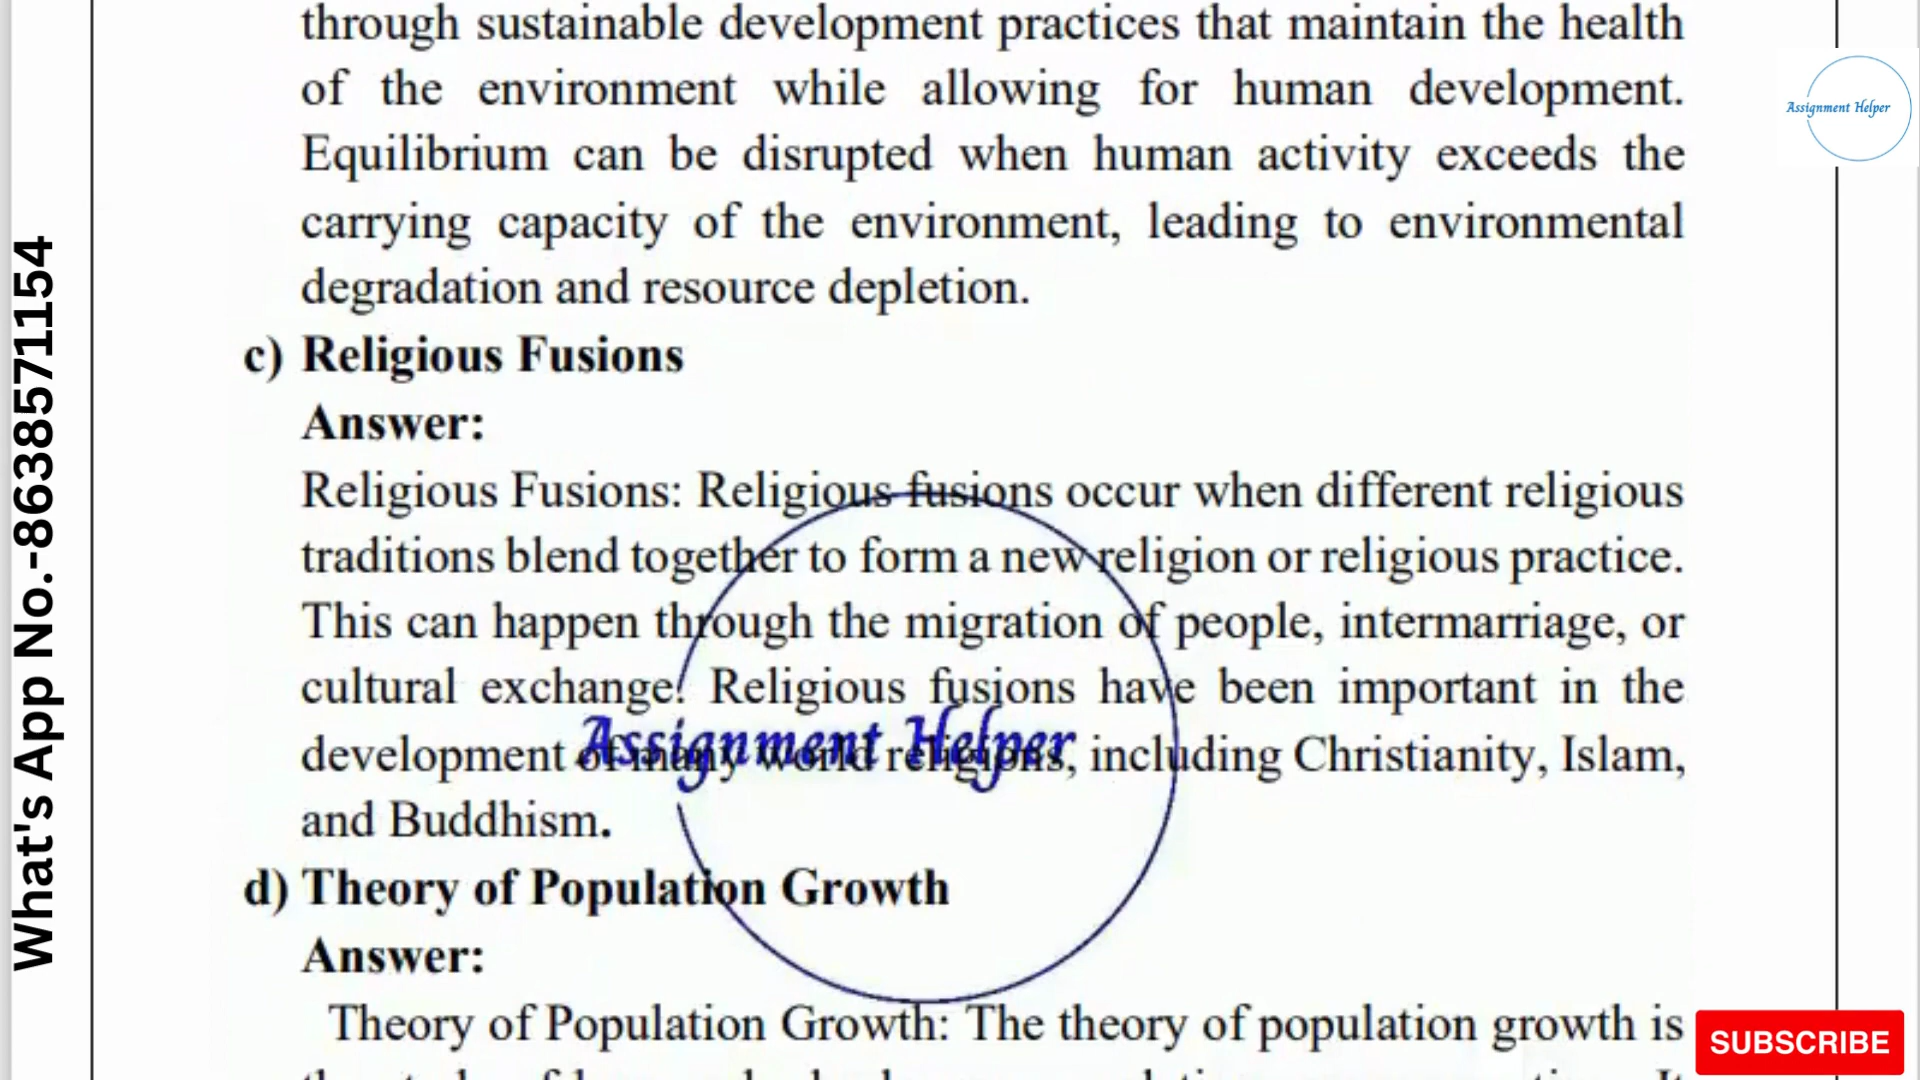 through sustainable development practices that maintain the health
of the environment while allowing for human development.
Equilibrium can be disrupted when human activity exceeds the
carrying capacity of the environment, leading to environmental
degradation and resource depletion.
c) Religious Fusions
Answer:
Religious Fusions: Religious fusions occur when different religious
traditions blend together to form a new religion or religious practice.
This can happen through the migration of people, intermarriage, or
cultural exchange. Religious fusions have been important in the
development of many world religions, including Christianity, Islam,
and Buddhism.
d) Theory of Population Growth
Answer:
Theory of Population Growth: The theory of population growth is
What's App No.-8638571154
Assignment Helper
Assignment Helper
SUBSCRIBE